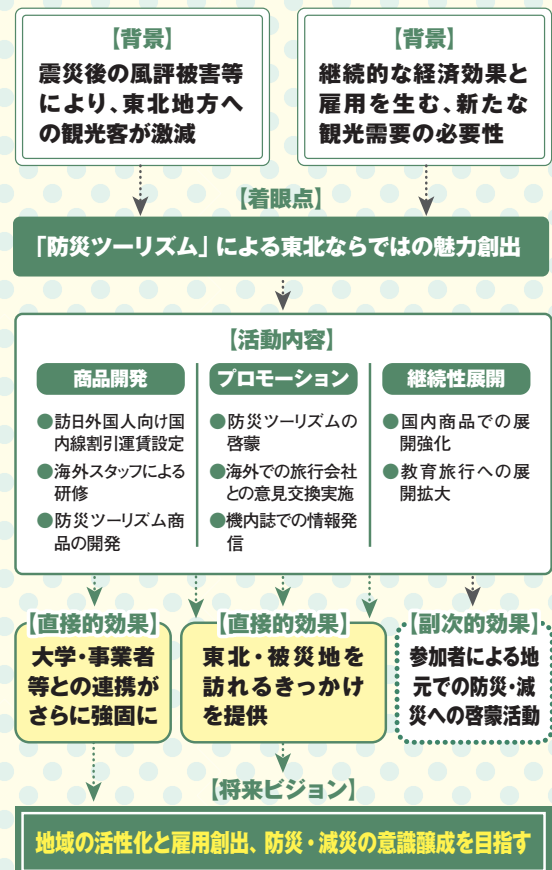 【背景】
震災後の風評被害等
により、東北地方へ
の観光客が激減
【背景】
継続的な経済効果と
雇用を生む、新たな
観光需要の必要性
【着眼点】
「防災ツーリズム」による東北ならではの魅力創出
【活動内容】
商品開発
●訪日外国人向け国
内線割引運賃設定
●海外スタッフによる
研修
●防災ツーリズム商
品の開発
プロモーション
●防災ツーリズムの
啓蒙
●海外での旅行会社
との意見交換実施
●機内誌での情報発
信
継続性展開
●国内商品での展
開強化
●教育旅行への展
開拡大
【直接的効果】
大学・事業者
等との連携が
さらに強固に
【直接的効果】
東北・被災地を
訪れるきっかけ
を提供
【副次的効果】
参加者による地
元での防災・減
災への啓蒙活動
【将来ビジョン】
地域の活性化と雇用創出、防災・減災の意識醸成を目指す